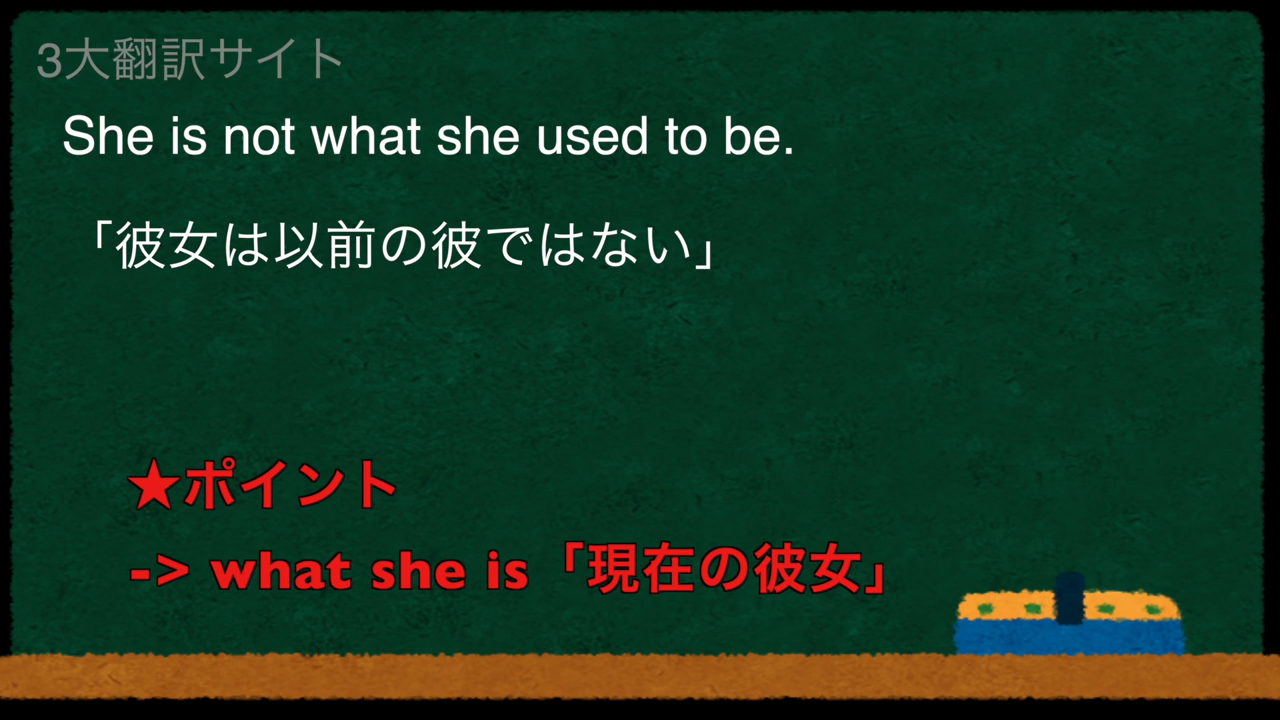 3大翻訳サイト
She is not what she used to be.
「彼女は以前の彼ではない」
★ポイント
-> what she is「現在の彼女」